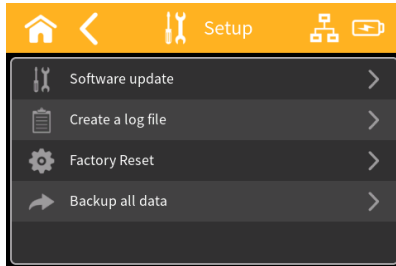 Setup
Software update
Create a log file
Factory Reset
Backup all data